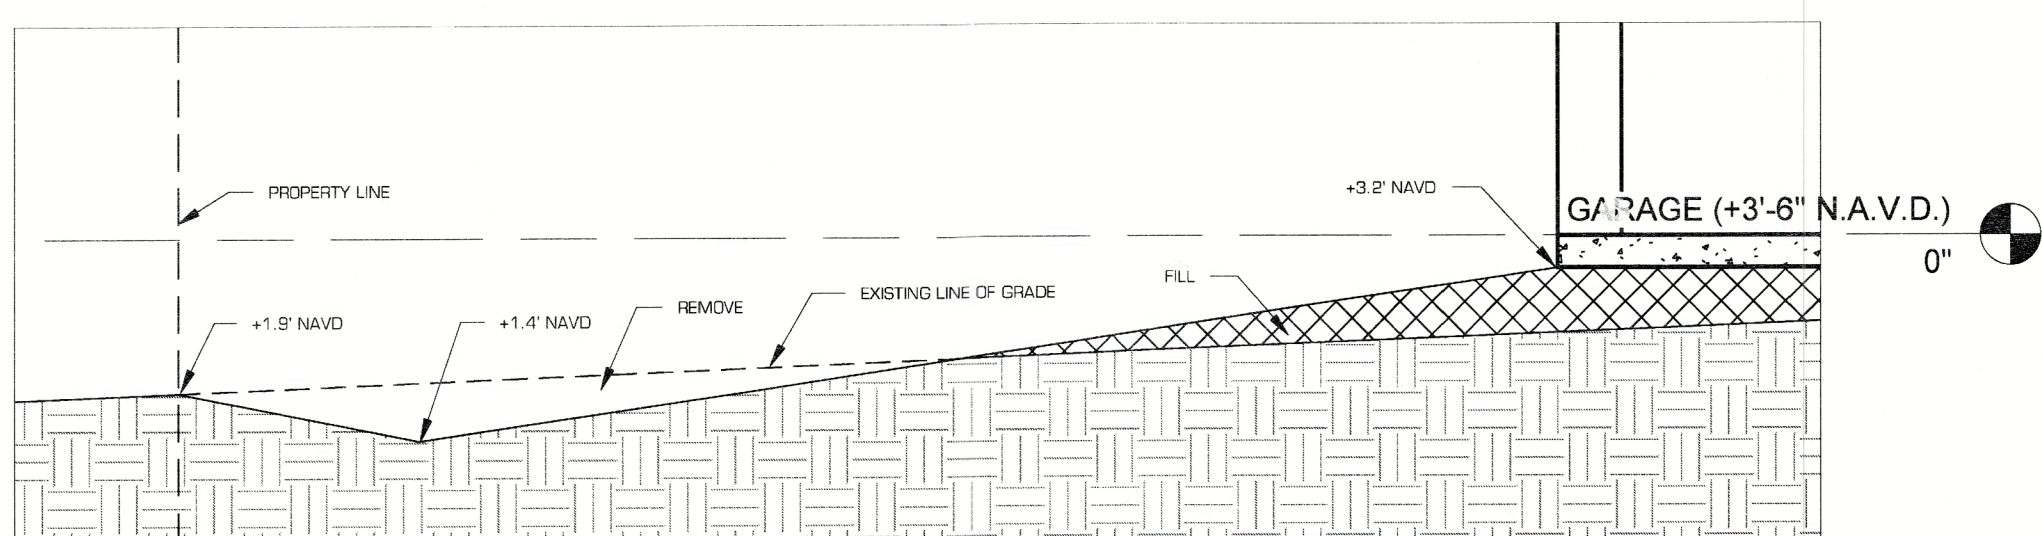 PROPERTY LINE
+3.2' NAVD
GARAGE (+3'-6" N.A.V.D.)
0"
FILL
EXISTING LINE OF GRADE
REMOVE
+1.9' NAVD
+1.4' NAVD